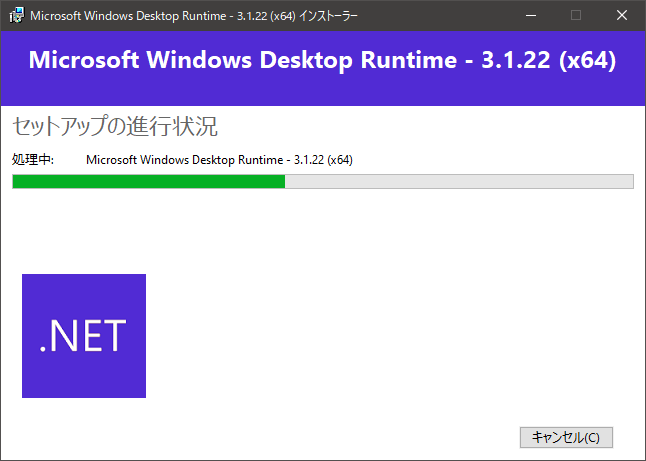 Microsoft Windows Desktop Runtime - 3.1.22 (x64) インストーラー
Microsoft Windows Desktop Runtime - 3.1.22 (x64)
セットアップの進行状況
処理中: Microsoft Windows Desktop Runtime - 3.1.22 (x64)
.NET
キャンセル(C)